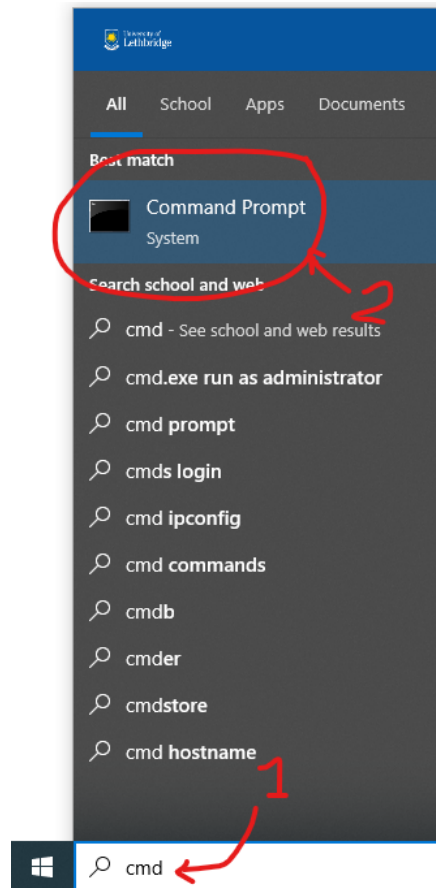 University of
Lethbridge
All School Apps Documents
Best match
Command Prompt
System
2
Search school and web
cmd - See school and web results
cmd.exe run as administrator
cmd prompt
cmds login
cmd ipconfig
cmd commands
cmdb
cmder
cmdstore
cmd hostname
1
cmd